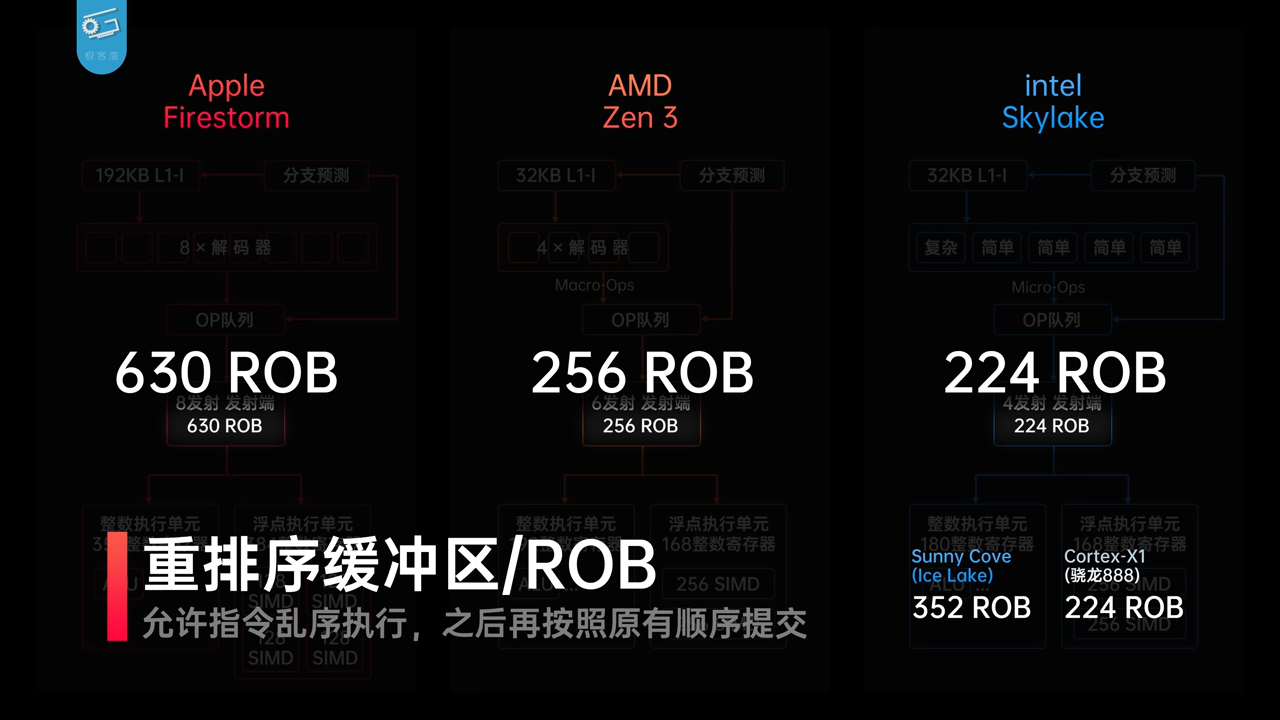 极客湾
Apple
Firestorm
192KB L1-I
分支预测
8×解码器
OP队列
630 ROB
8发射 发射端
630 ROB
整数执行单元
浮点执行单元
SIMD
SIMD
128
128
SIMD
SIMD
AMD
Zen 3
32KB L1-I
分支预测
4×解码器
Macro-Ops
OP队列
256 ROB
6发射 发射端
256 ROB
整数执行单元
浮点执行单元
168整数寄存器
256 SIMD
intel
Skylake
32KB L1-I
分支预测
复杂
简单
简单
简单
简单
Micro-Ops
OP队列
224 ROB
4发射 发射端
224 ROB
整数执行单元
180整数寄存器
浮点执行单元
168整数寄存器
256 SIMD
Sunny Cove
(Ice Lake)
352 ROB
Cortex-X1
(骁龙888)
224 ROB
重排序缓冲区/ROB
允许指令乱序执行，之后再按照原有顺序提交